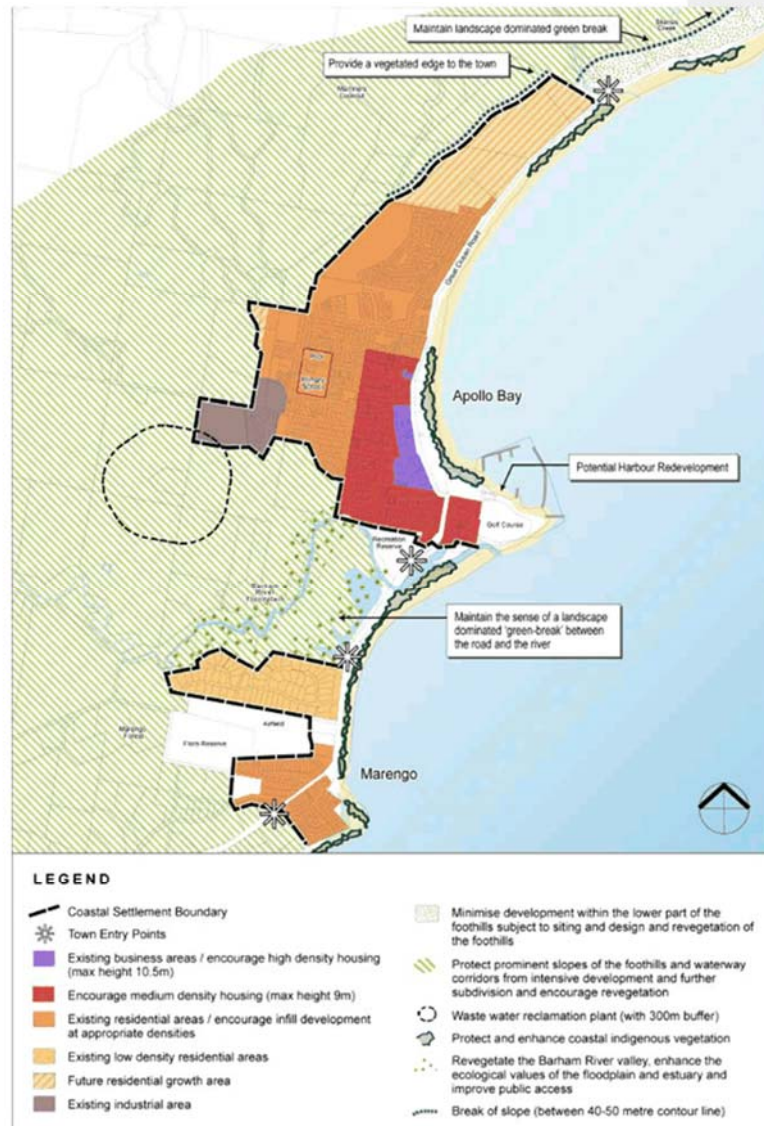 Maintain landscape dominated green break
Provide a vegetated edge to the town
Great Ocean Road
Apollo Bay
Potential Harbour Redevelopment
Golf Course
Recreation
Reserve
Barham
River
Floodplain
Maintain the sense of a landscape
dominated 'green-break' between
the road and the river
Airfield
Flora Reserve
Marengo
LEGEND
Coastal Settlement Boundary
Town Entry Points
Existing business areas / encourage high density housing
(max height 10.5m)
Encourage medium density housing (max height 9m)
Existing residential areas / encourage infill development
at appropriate densities
Existing low density residential areas
Future residential growth area
Existing industrial area
Minimise development within the lower part of the
foothills subject to siting and design and revegetation of
the foothills
Protect prominent slopes of the foothills and waterway
corridors from intensive development and further
subdivision and encourage revegetation
Waste water reclamation plant (with 300m buffer)
Protect and enhance coastal indigenous vegetation
Revegetate the Barham River valley, enhance the
ecological values of the floodplain and estuary and
improve public access
Break of slope (between 40-50 metre contour line)